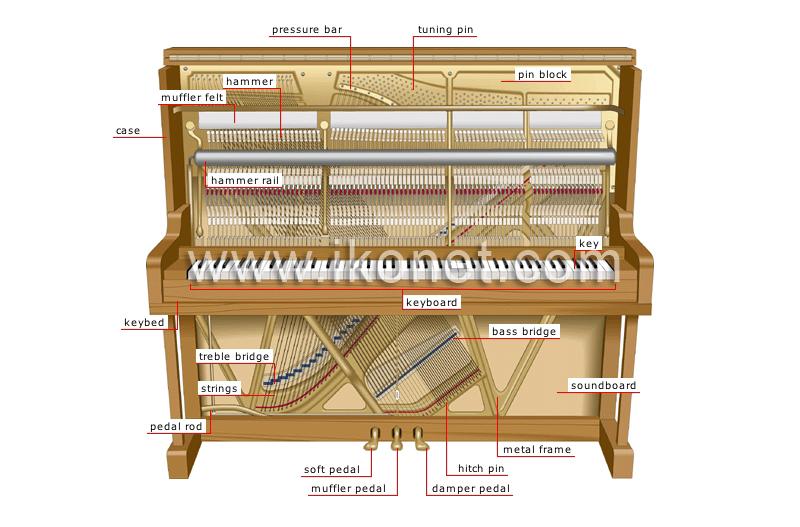 pressure bar
tuning pin
pin block
hammer
muffler felt
case
hammer rail
www.ikonet.com
key
keyboard
keybed
bass bridge
treble bridge
soundboard
strings
pedal rod
metal frame
soft pedal
hitch pin
muffler pedal
damper pedal